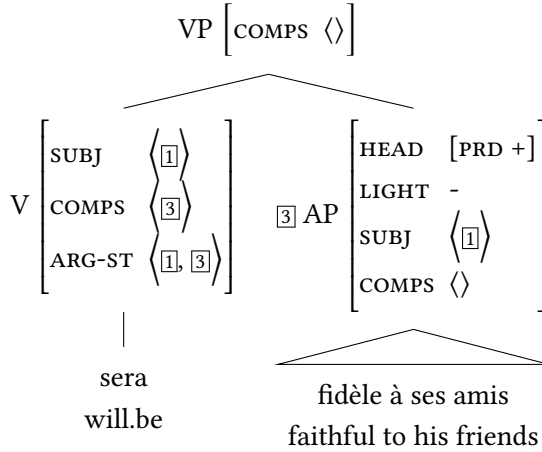 VP [COMPS ⟨⟩]
V [SUBJ ⟨1⟩
COMPS ⟨3⟩
ARG-ST ⟨1, 3⟩]
3 AP [HEAD [PRD +]
LIGHT -
SUBJ ⟨1⟩
COMPS ⟨⟩]
sera
will.be
fidèle à ses amis
faithful to his friends